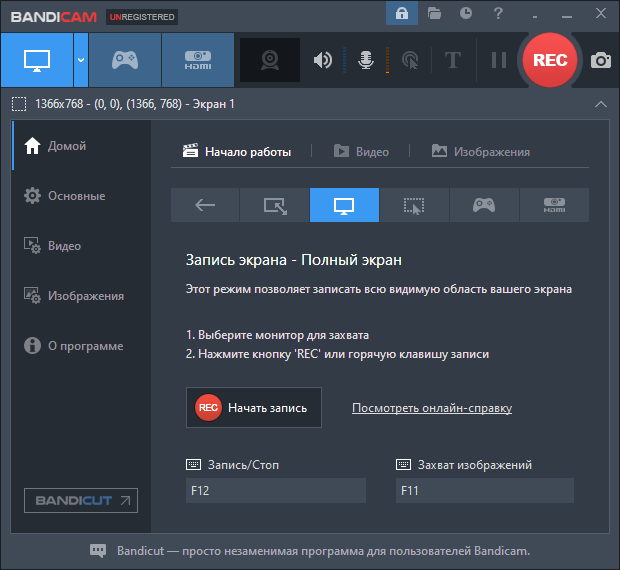 BANDICAM UNREGISTERED
HDMI
T
REC
1366x768 - (0, 0), (1366, 768) - Экран 1
Домой
Основные
Видео
Изображения
О программе
BANDICUT
Начало работы
Видео
Изображения
HDMI
Запись экрана - Полный экран
Этот режим позволяет записать всю видимую область вашего экрана
1. Выберите монитор для захвата
2. Нажмите кнопку 'REC' или горячую клавишу записи
REC Начать запись
Посмотреть онлайн-справку
Запись/Стоп
F12
Захват изображений
F11
Bandicut — просто незаменимая программа для пользователей Bandicam.